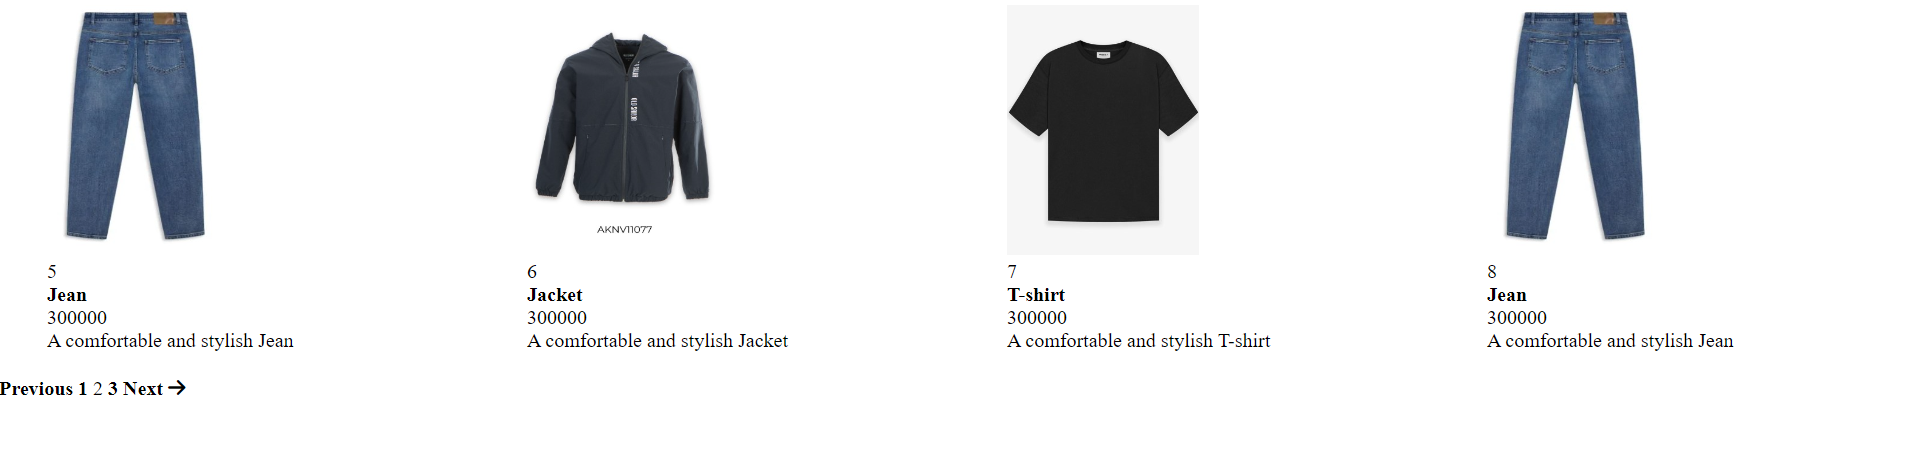 AKNV11077
5
Jean
300000
A comfortable and stylish Jean
6
Jacket
300000
A comfortable and stylish Jacket
7
T-shirt
300000
A comfortable and stylish T-shirt
8
Jean
300000
A comfortable and stylish Jean
Previous 1 2 3 Next →